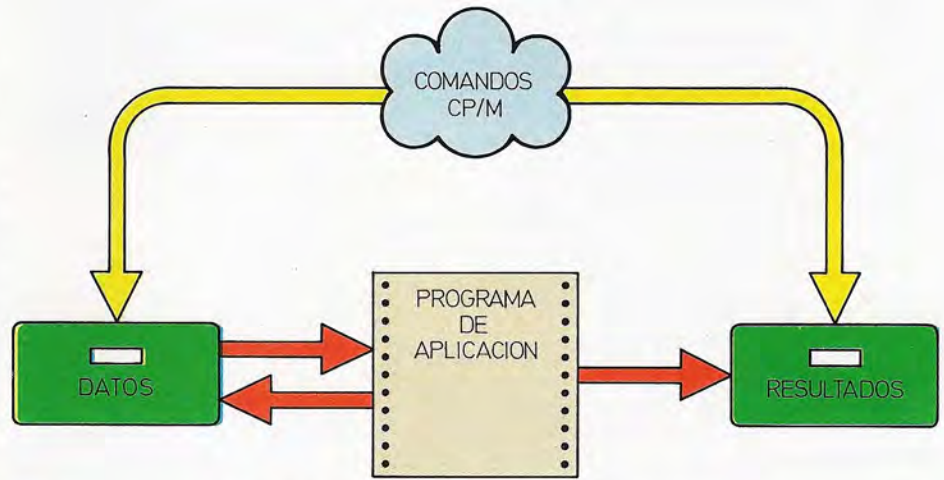 COMANDOS
CP/M
PROGRAMA
DE
APLICACION
DATOS
RESULTADOS